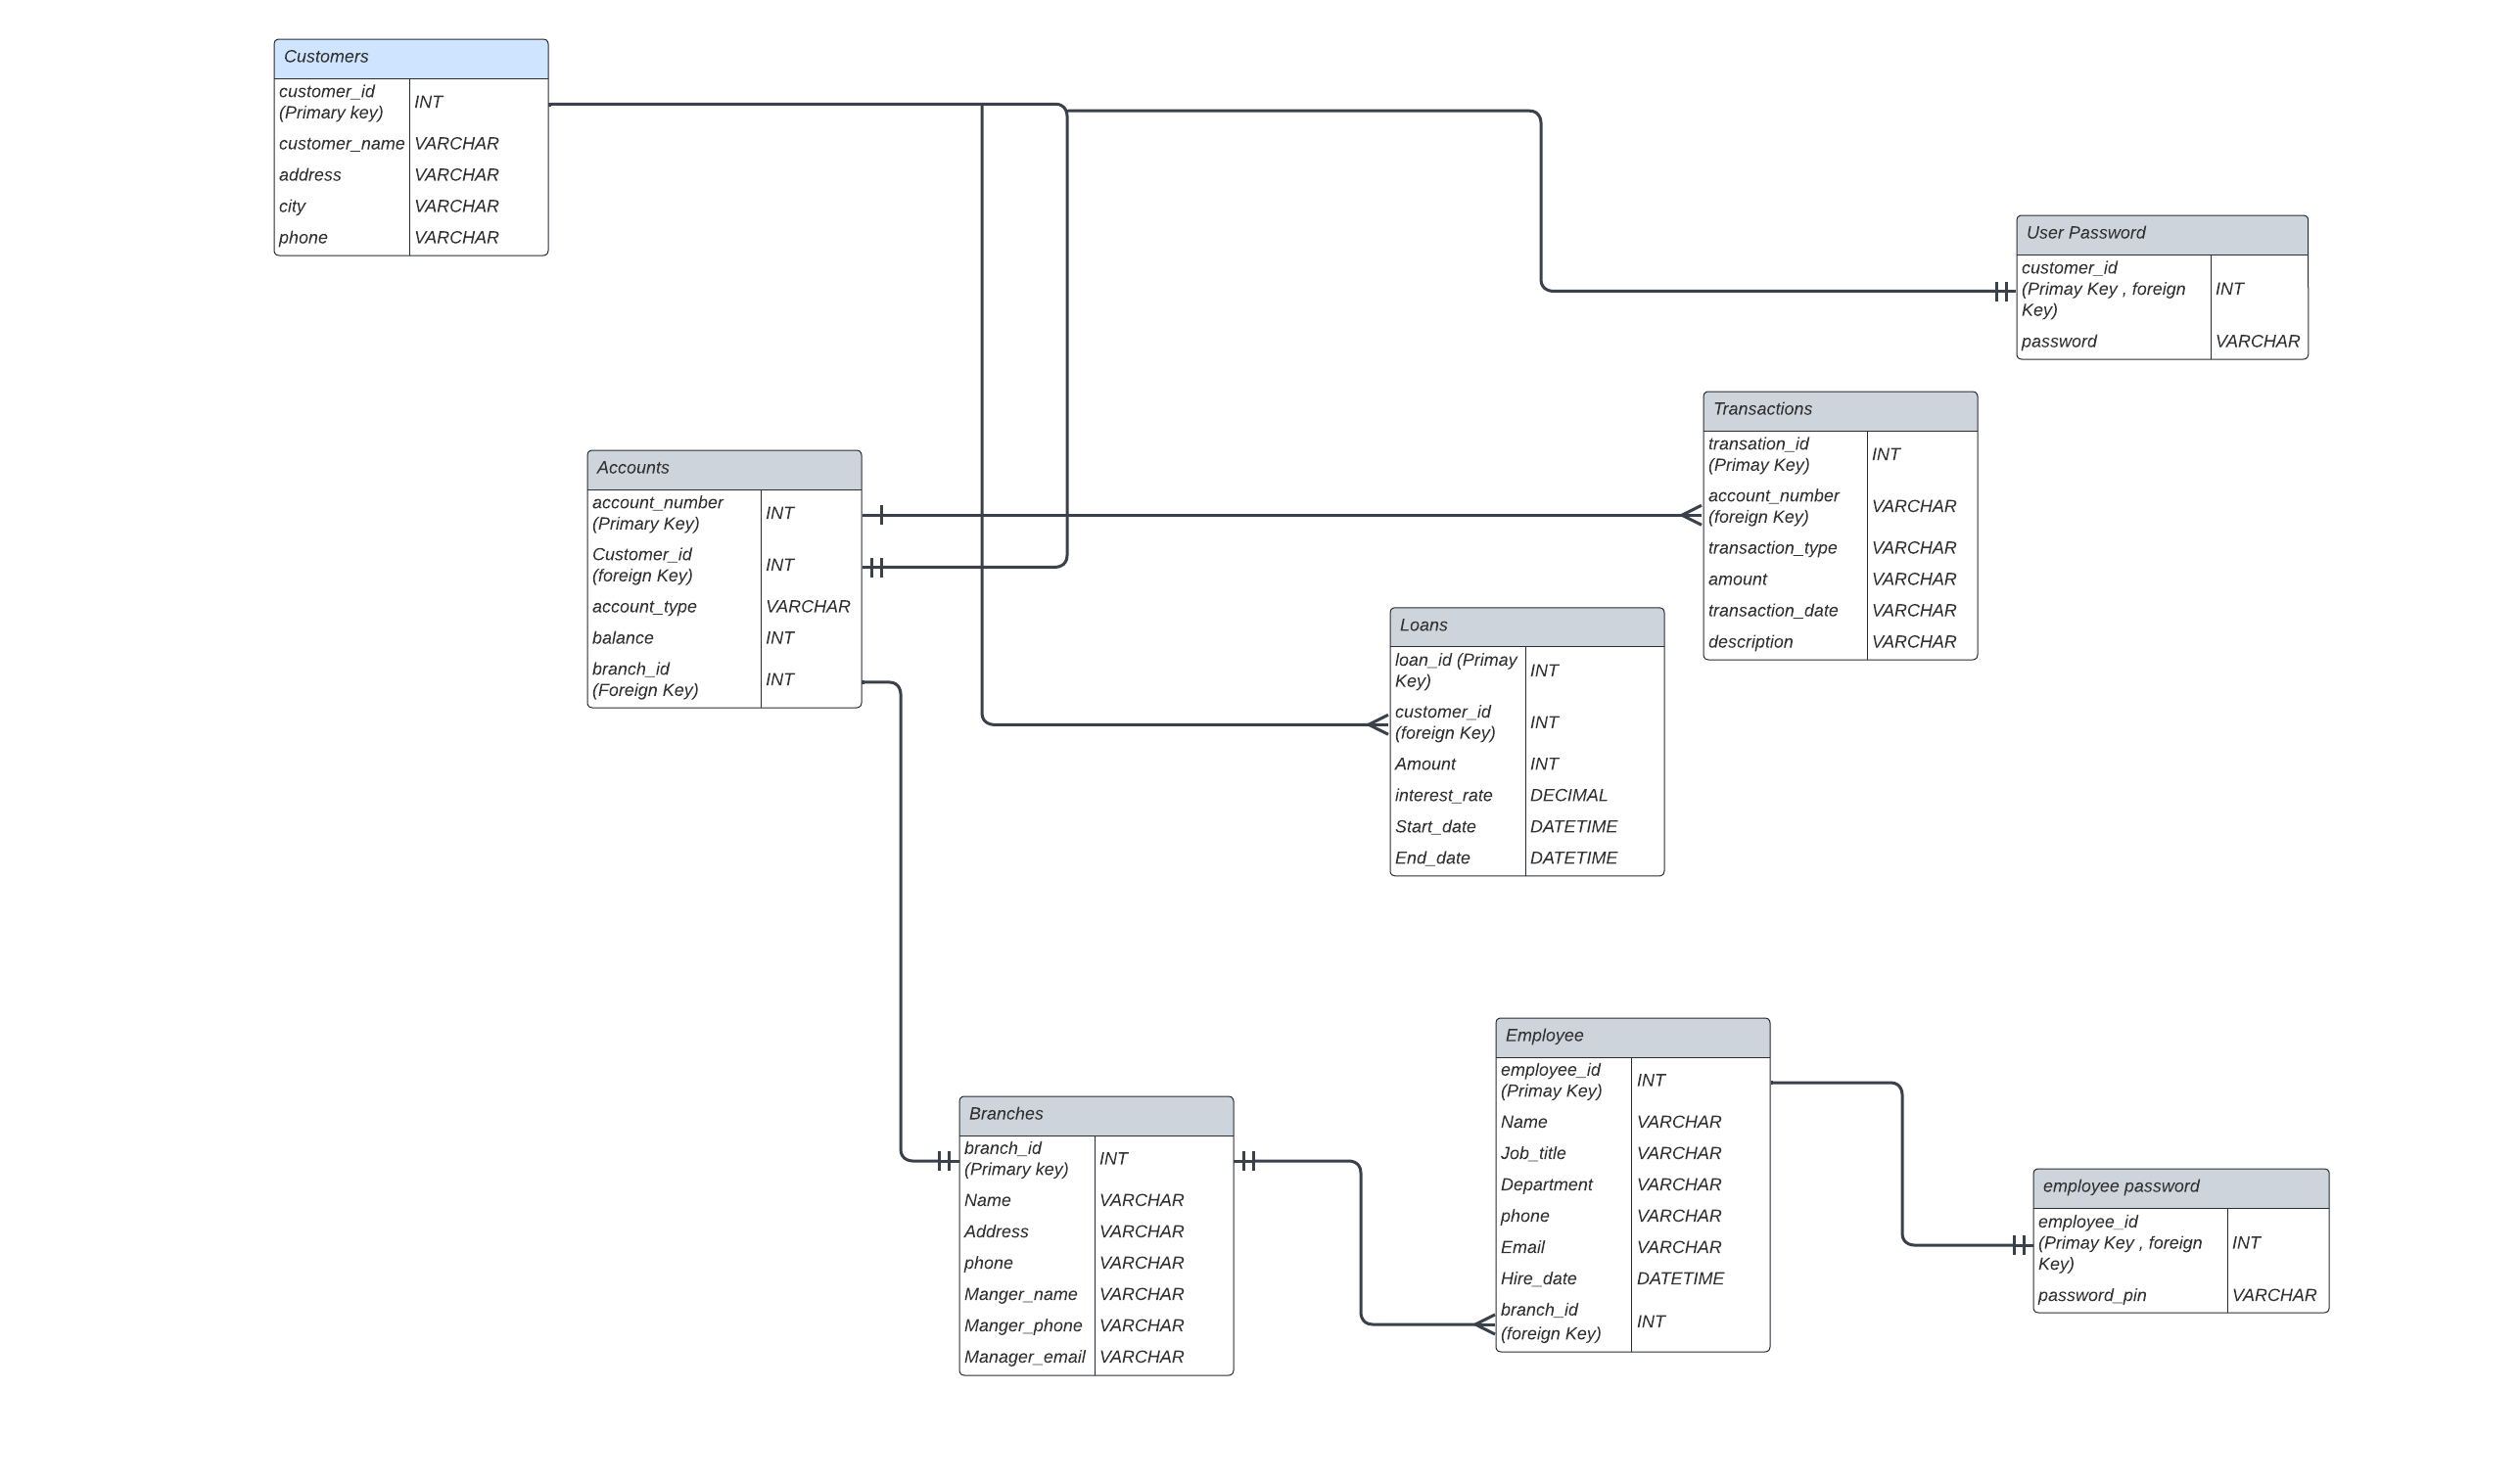 Customers
customer_id
(Primary key)
INT
customer_name VARCHAR
address VARCHAR
city VARCHAR
phone VARCHAR
User Password
customer_id
(Primay Key , foreign
Key)
INT
password VARCHAR
Transactions
transation_id
(Primay Key)
INT
account_number
(foreign Key)
VARCHAR
transaction_type VARCHAR
amount VARCHAR
transaction_date VARCHAR
description VARCHAR
Accounts
account_number
(Primary Key)
INT
Customer_id
(foreign Key)
INT
account_type VARCHAR
balance INT
branch_id
(Foreign Key)
INT
Loans
loan_id (Primay
Key)
INT
customer_id
(foreign Key)
INT
Amount INT
interest_rate DECIMAL
Start_date DATETIME
End_date DATETIME
Employee
employee_id
(Primay Key)
INT
Name VARCHAR
Job_title VARCHAR
Department VARCHAR
phone VARCHAR
Email VARCHAR
Hire_date DATETIME
branch_id
(foreign Key)
INT
Branches
branch_id
(Primary key)
INT
Name VARCHAR
Address VARCHAR
phone VARCHAR
Manger_name VARCHAR
Manger_phone VARCHAR
Manager_email VARCHAR
employee password
employee_id
(Primay Key , foreign
Key)
INT
password_pin VARCHAR